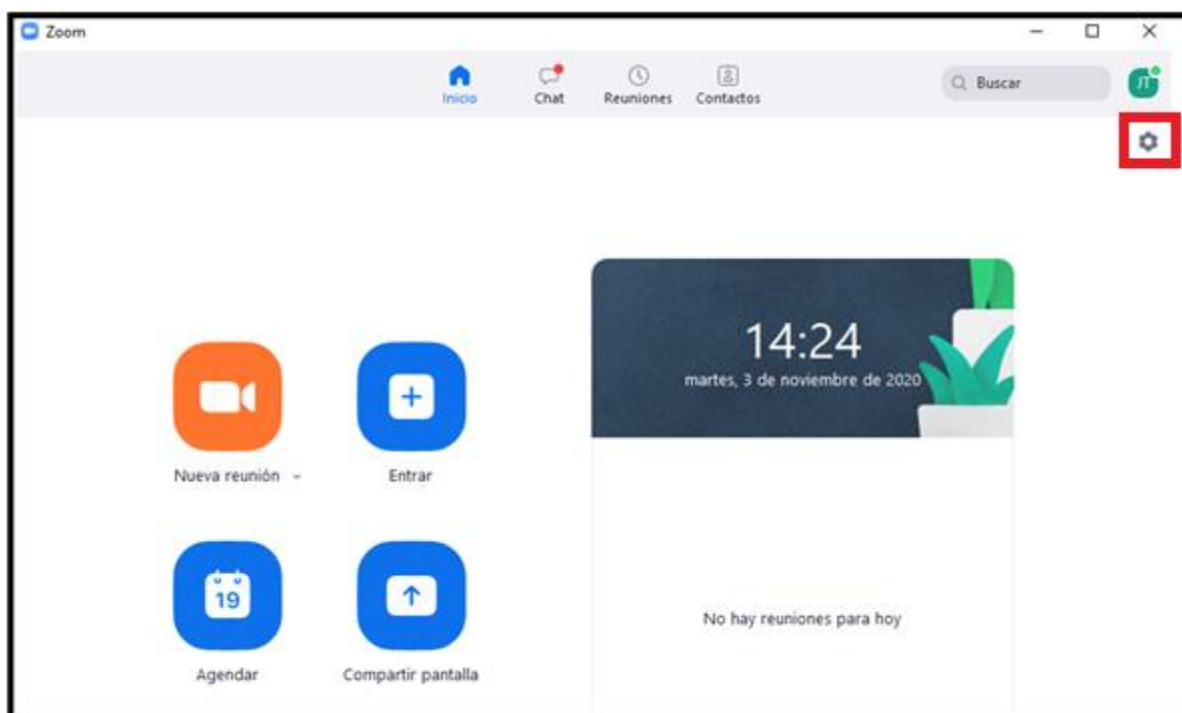 Zoom
Inicio
Chat
Reuniones
Contactos
Buscar
ЛТ
14:24
martes, 3 de noviembre de 2020
Nueva reunión
Entrar
19
Agendar
Compartir pantalla
No hay reuniones para hoy